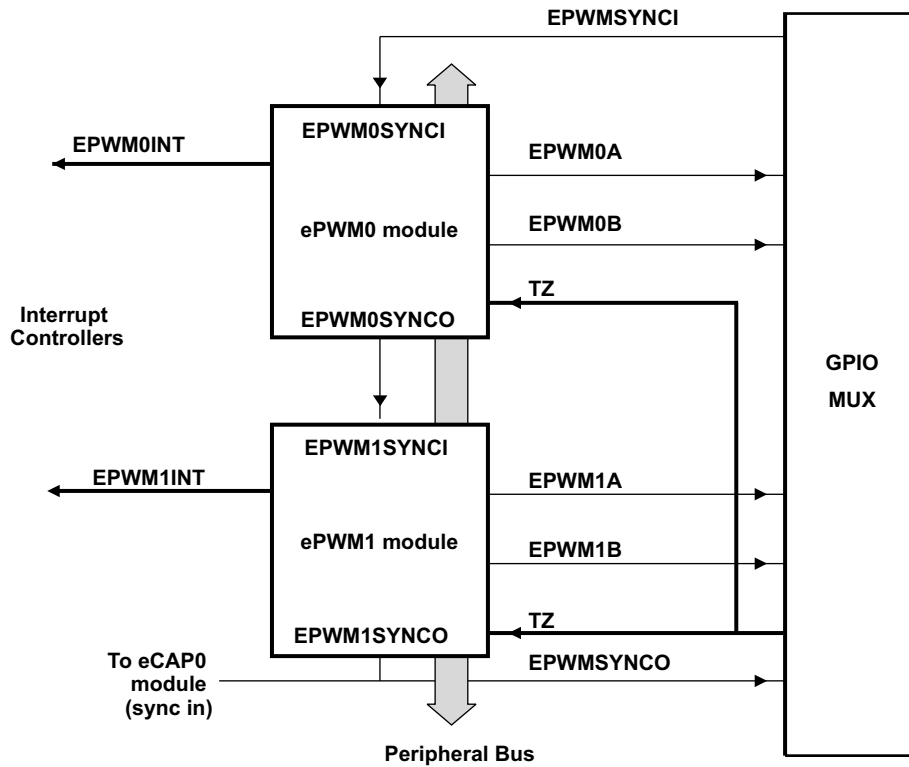 EPWMSYNCI
EPWM0SYNCI
EPWM0INT
EPWM0A
ePWM0 module
EPWM0B
TZ
EPWM0SYNCO
Interrupt
Controllers
GPIO
MUX
EPWM1SYNCI
EPWM1INT
EPWM1A
ePWM1 module
EPWM1B
TZ
EPWM1SYNCO
EPWMSYNCO
To eCAP0
module
(sync in)
Peripheral Bus